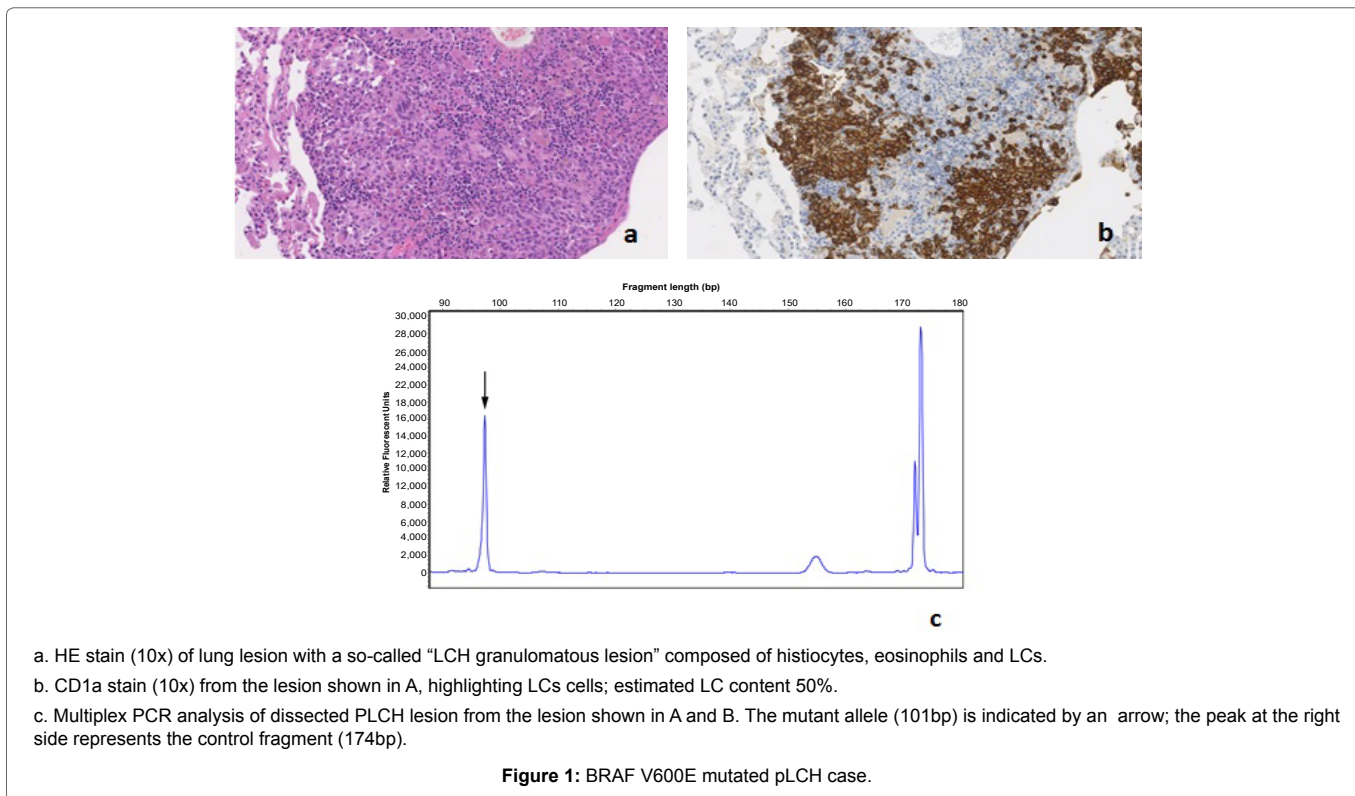 a
b
Fragment length (bp)
90 100 110 120 130 140 150 160 170 180
Relative Fluorescent Units
30,000
28,000
26,000
24,000
22,000
20,000
18,000
16,000
14,000
12,000
10,000
8,000
6,000
4,000
2,000
0
c
a. HE stain (10x) of lung lesion with a so-called “LCH granulomatous lesion” composed of histiocytes, eosinophils and LCs.
b. CD1a stain (10x) from the lesion shown in A, highlighting LCs cells; estimated LC content 50%.
c. Multiplex PCR analysis of dissected PLCH lesion from the lesion shown in A and B. The mutant allele (101bp) is indicated by an arrow; the peak at the right
side represents the control fragment (174bp).
Figure 1: BRAF V600E mutated pLCH case.